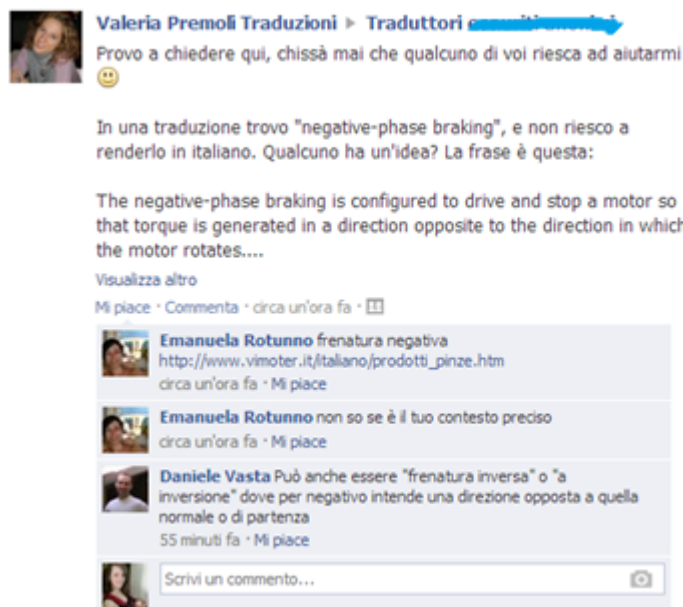 Valeria Premoli Traduzioni ▶ Traduttori
Provo a chiedere qui, chissà mai che qualcuno di voi riesca ad aiutarmi
In una traduzione trovo "negative-phase braking", e non riesco a
renderlo in italiano. Qualcuno ha un'idea? La frase è questa:
The negative-phase braking is configured to drive and stop a motor so
that torque is generated in a direction opposite to the direction in which
the motor rotates....
Visualizza altro
Mi piace · Commenta · circa un'ora fa ·
Emanuela Rotunno frenatura negativa
http://www.vimoter.it/italiano/prodotti_pinze.htm
circa un'ora fa · Mi piace
Emanuela Rotunno non so se è il tuo contesto preciso
circa un'ora fa · Mi piace
Daniele Vasta Può anche essere "frenatura inversa" o "a
inversione" dove per negativo intende una direzione opposta a quella
normale o di partenza
55 minuti fa · Mi piace
Scrivi un commento...